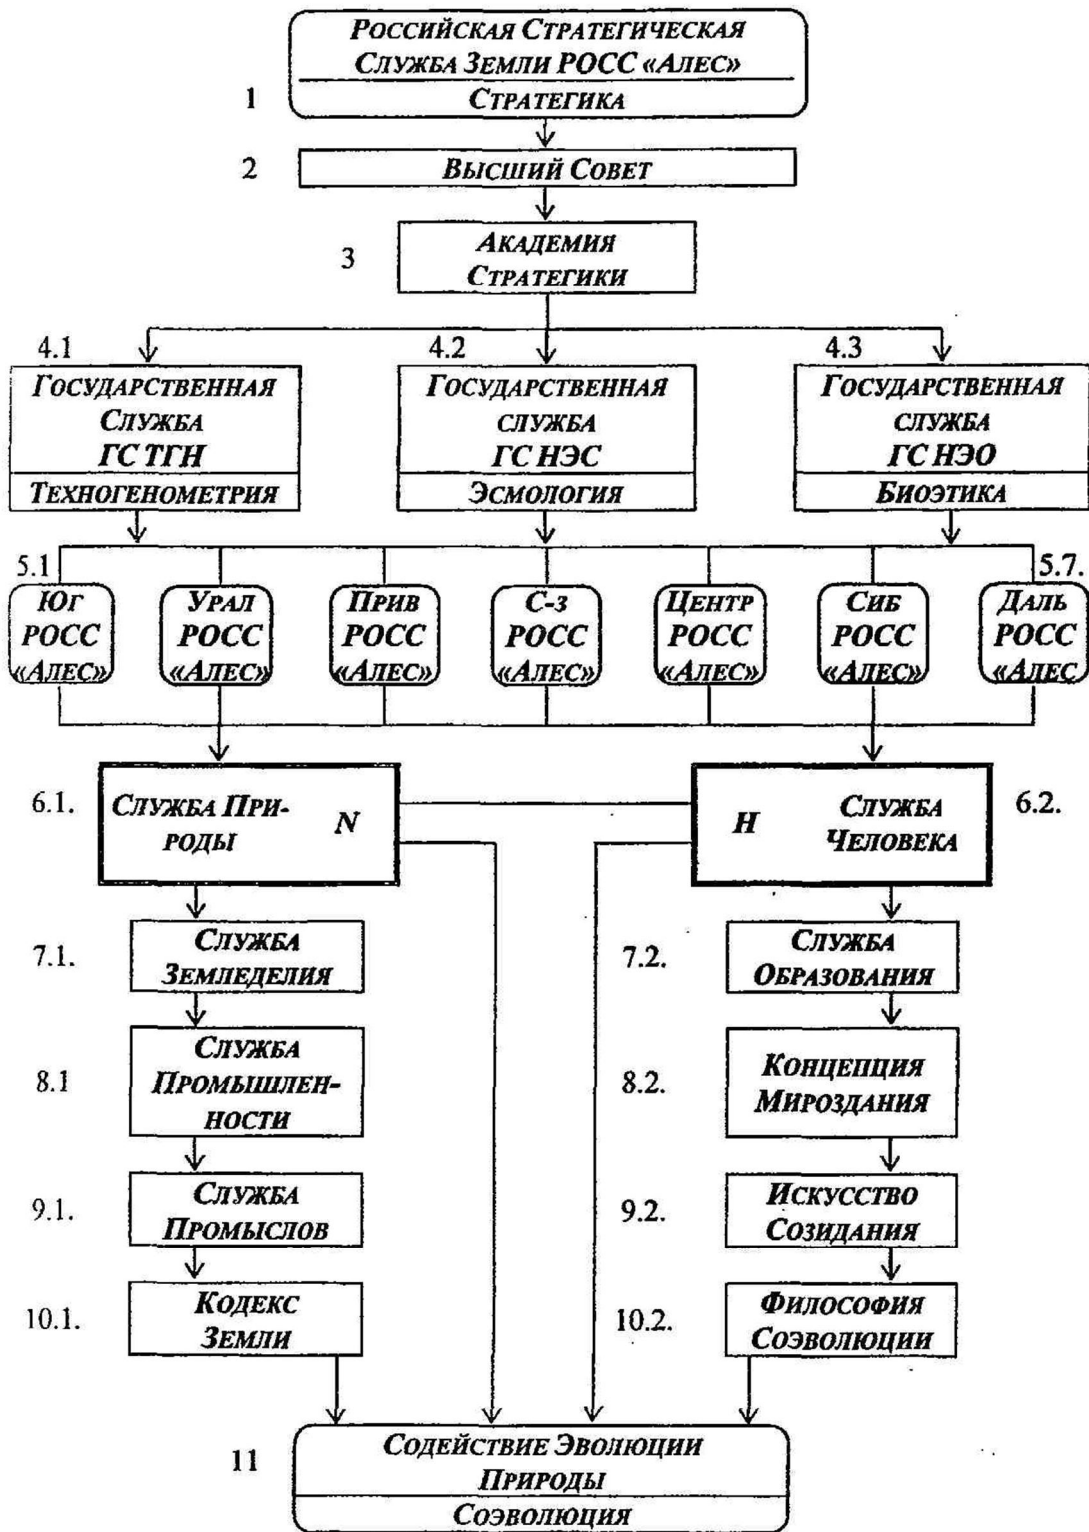 Российская Стратегическая
Служба Земли РОСС «Алес»
1
Стратегика
2
Высший Совет
3
Академия
Стратегики
4.1
4.2
4.3
Государственная
Служба
ГС ТГН
Техногенометрия
Государственная
служба
ГС НЭС
Эсмология
Государственная
служба
ГС НЭО
Биоэтика
5.1
5.7.
Юг
РОСС
«Алес»
Урал
РОСС
«Алес»
Прив
РОСС
«Алес»
С-з
РОСС
«Алес»
Центр
РОСС
«Алес»
Сиб
РОСС
«Алес»
Даль
РОСС
«Алес
6.1.
Служба При-
роды
N
H
Служба
Человека
6.2.
7.1.
Служба
Земледелия
7.2.
Служба
Образования
8.1
Служба
Промышлен-
ности
8.2.
Концепция
Мироздания
9.1.
Служба
Промыслов
9.2.
Искусство
Созидания
10.1.
Кодекс
Земли
10.2.
Философия
Соэволюции
11
Содействие Эволюции
Природы
Соэволюция